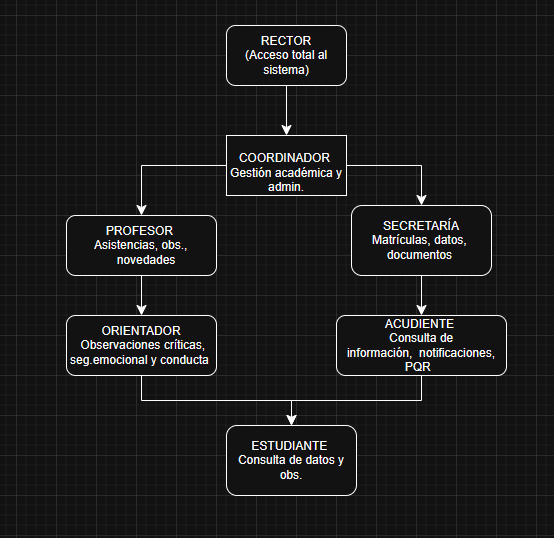 RECTOR
(Acceso total al
sistema)
COORDINADOR
Gestión académica y
admin.
PROFESOR
Asistencias, obs.,
novedades
SECRETARÍA
Matrículas, datos,
documentos
ORIENTADOR
Observaciones críticas,
seg.emocional y conducta
ACUDIENTE
Consulta de
información, notificaciones,
PQR
ESTUDIANTE
Consulta de datos y
obs.